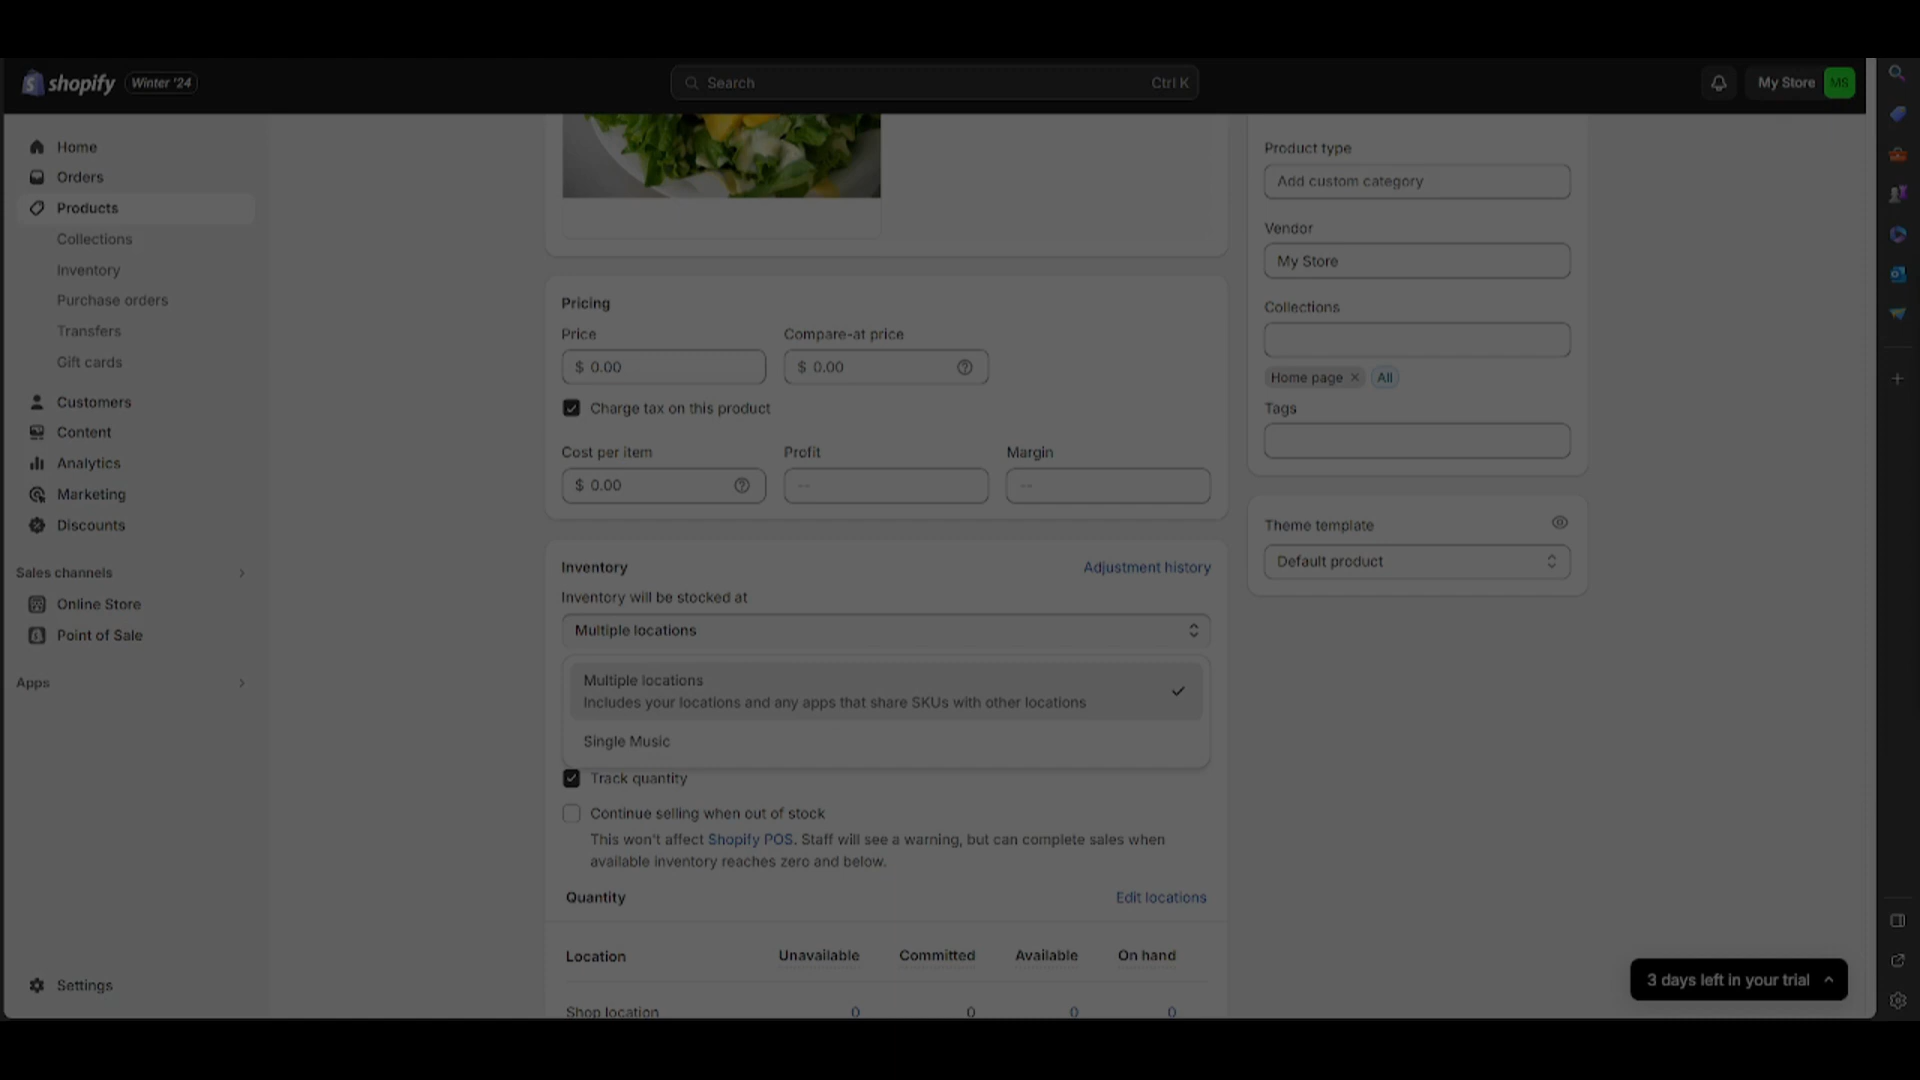 shopify
Winter '24
Search
Ctrl K
My Store
MS
Home
Orders
Products
Collections
Inventory
Purchase orders
Transfers
Gift cards
Customers
Content
Analytics
Marketing
Discounts
Sales channels
Online Store
Point of Sale
Apps
Settings
Pricing
Price
Compare-at price
$ 0.00
$ 0.00
Charge tax on this product
Cost per item
Profit
Margin
$ 0.00
--
--
Inventory
Adjustment history
Inventory will be stocked at
Multiple locations
Multiple locations
Includes your locations and any apps that share SKUs with other locations
Single Music
Track quantity
Continue selling when out of stock
This won't affect Shopify POS. Staff will see a warning, but can complete sales when
available inventory reaches zero and below.
Quantity
Edit locations
Location
Unavailable
Committed
Available
On hand
Shop location
0
0
0
0
Product type
Add custom category
Vendor
My Store
Collections
Home page
All
Tags
Theme template
Default product
3 days left in your trial